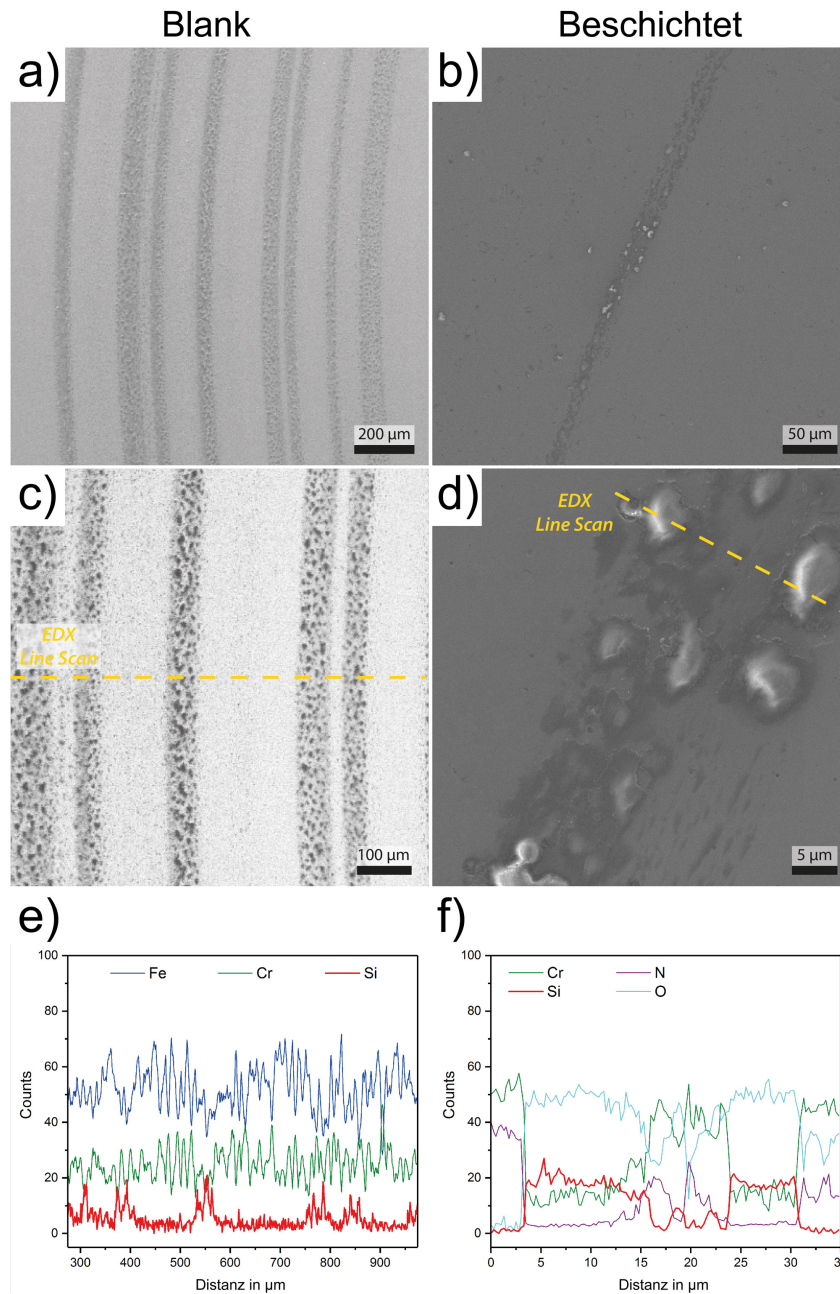 Blank
Beschichtet
a)
b)
200 µm
50 µm
c)
d)
EDX
Line Scan
EDX
Line Scan
100 µm
5 µm
e)
f)
100
80
60
40
20
0
Counts
Fe
Cr
Si
300
400
500
600
700
800
900
Distanz in µm
100
80
60
40
20
0
Counts
Cr
N
Si
O
0
5
10
15
20
25
30
35
Distanz in µm